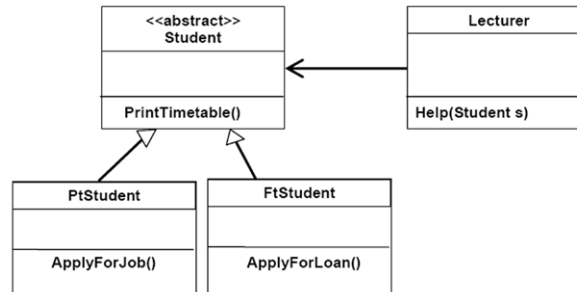 <<abstract>>
Student
PrintTimetable()
Lecturer
Help(Student s)
PtStudent
ApplyForJob()
FtStudent
ApplyForLoan()